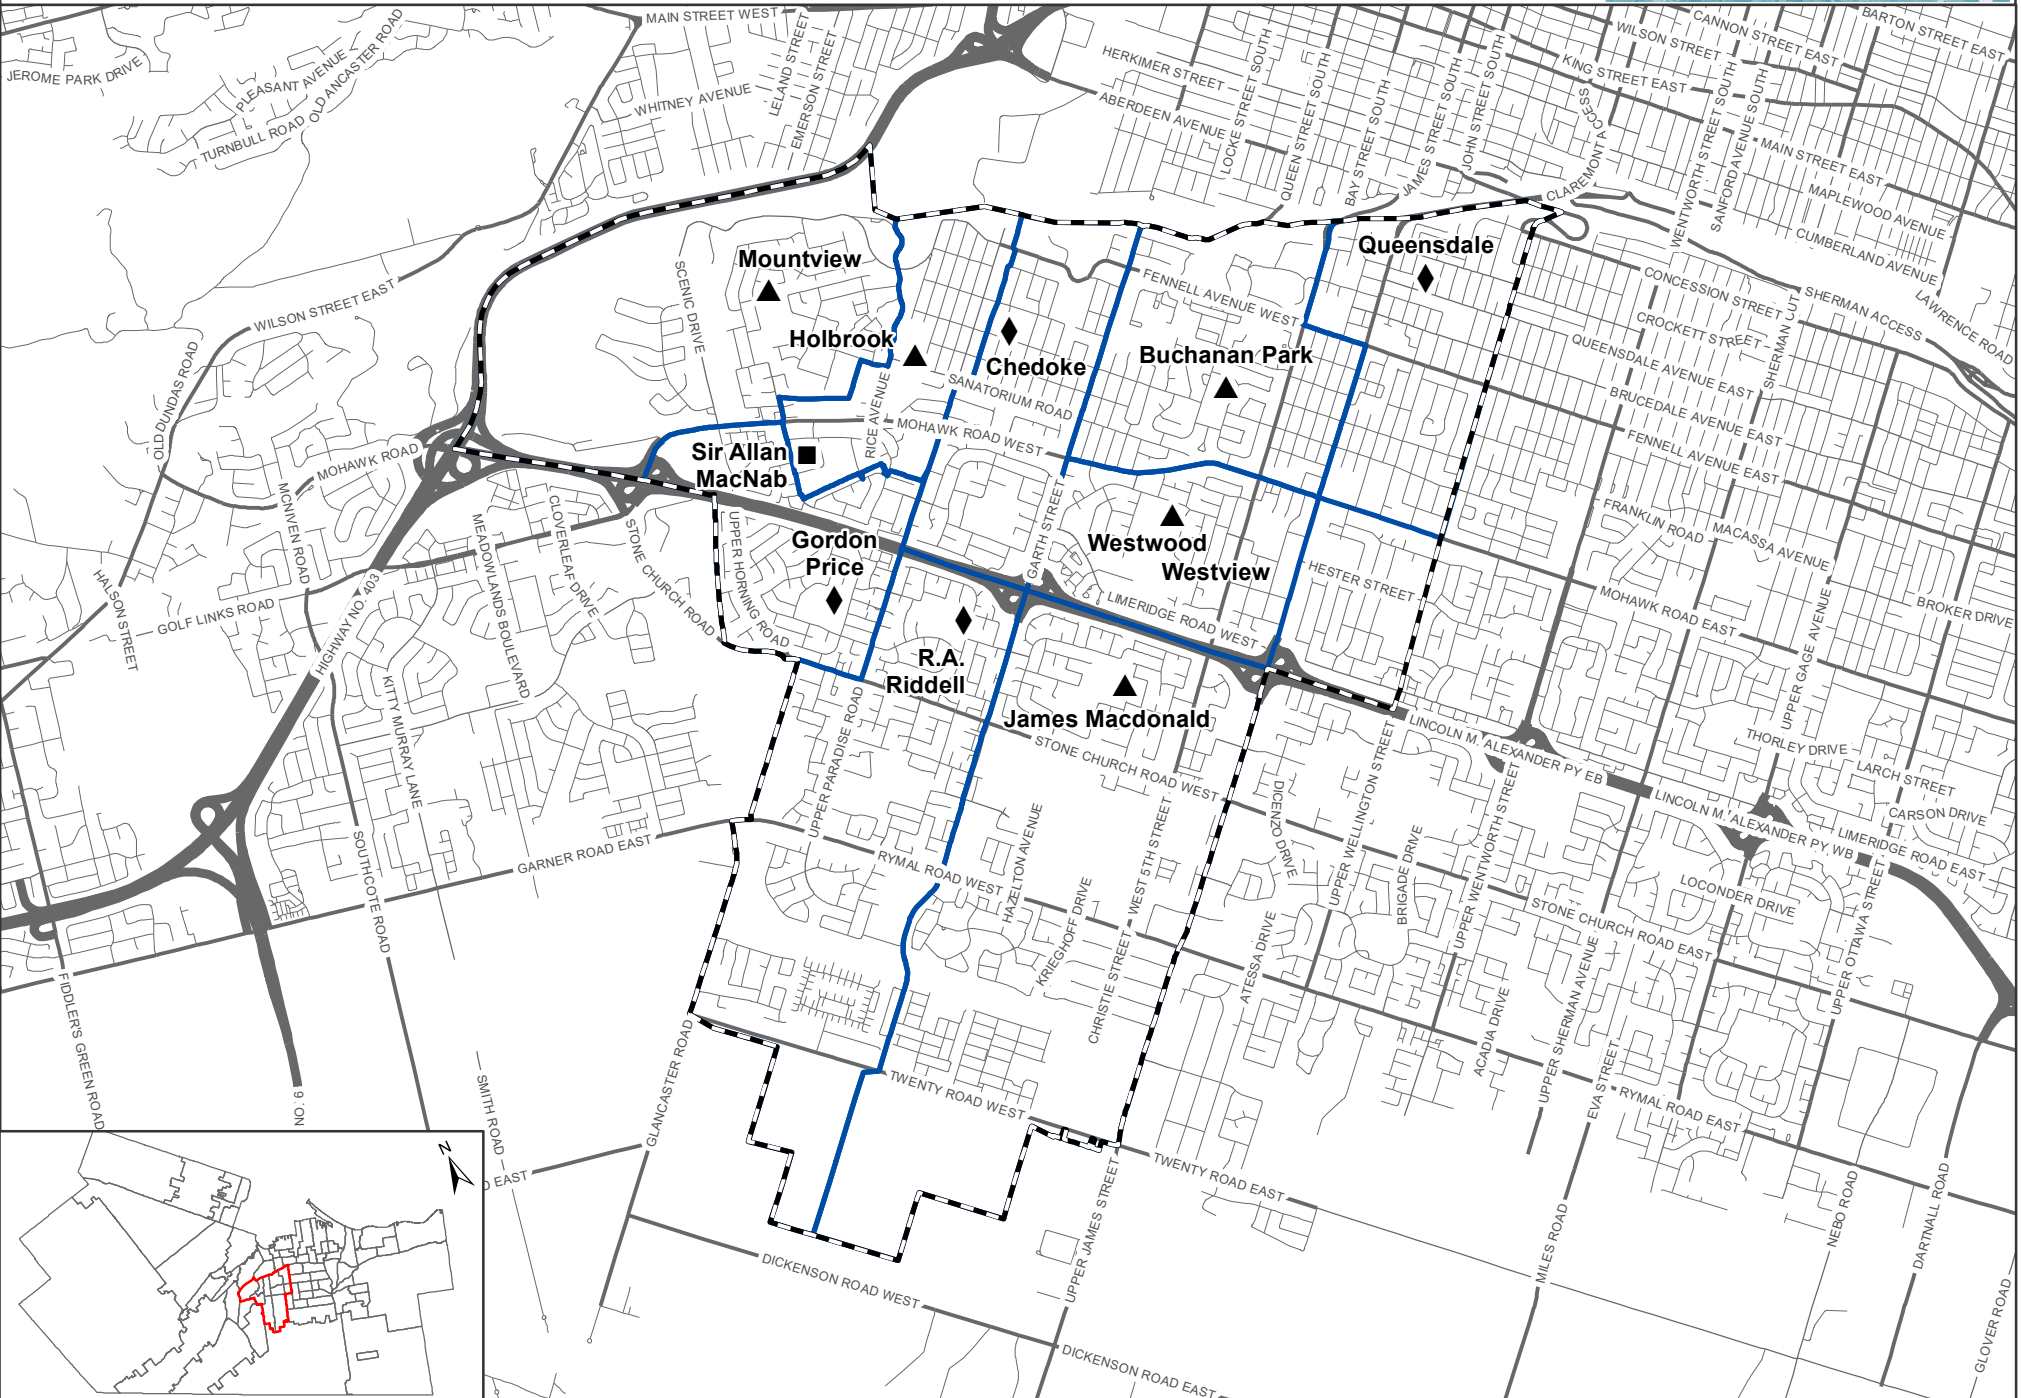 MAIN STREET WEST
JEROME PARK DRIVE
PLEASANT AVENUE
OLD ANCASTER ROAD
TURNBULL ROAD
WHITNEY AVENUE
LELAND STREET
EMERSON STREET
HERKIMER STREET
ABERDEEN AVENUE
LOCKE STREET SOUTH
QUEEN STREET SOUTH
BAY STREET SOUTH
JAMES STREET SOUTH
JOHN STREET SOUTH
CANNON STREET EAST
BARTON STREET EAST
WILSON STREET
KING STREET EAST
CLAREMONT ACCESS
WENTWORTH STREET SOUTH
SANFORD AVENUE SOUTH
MAIN STREET EAST
MAPLEWOOD AVENUE
CUMBERLAND AVENUE
LAWRENCE ROAD
CONCESSION STREET
SHERMAN ACCESS
CROCKETT STREET
SHERMAN CUT
QUEENSDALE AVENUE EAST
BRUCEDALE AVENUE EAST
FENNELL AVENUE EAST
Queensdale
Mountview
SCENIC DRIVE
WILSON STREET EAST
OLD DUNDAS ROAD
Holbrook
Chedoke
FENNELL AVENUE WEST
Buchanan Park
RICE AVENUE
SANATORIUM ROAD
MOHAWK ROAD WEST
MOHAWK ROAD
Sir Allan
MacNab
MCNIVEN ROAD
MEADOWLANDS BOULEVARD
CLOVERLEAF DRIVE
STONE CHURCH ROAD
UPPER HORNING ROAD
Gordon
Price
GARTH STREET
Westwood
Westview
HESTER STREET
FRANKLIN ROAD
MACASSA AVENUE
MOHAWK ROAD EAST
UPPER GAGE AVENUE
BROKER DRIVE
HALSON STREET
GOLF LINKS ROAD
HIGHWAY NO. 403
LIMERIDGE ROAD WEST
R.A.
Riddell
James Macdonald
KITTY MURRAY LANE
UPPER PARADISE ROAD
STONE CHURCH ROAD WEST
LINCOLN M. ALEXANDER PY EB
THORLEY DRIVE
LARCH STREET
CARSON DRIVE
LINCOLN M. ALEXANDER PY WB
LIMERIDGE ROAD EAST
DICENZO DRIVE
UPPER WELLINGTON STREET
BRIGADE DRIVE
UPPER WENTWORTH STREET
LOCONDER DRIVE
SOUTHCOTE ROAD
GARNER ROAD EAST
RYMAL ROAD WEST
HAZELTON AVENUE
KRIEGHOFF DRIVE
WEST 5TH STREET
CHRISTIE STREET
ATESSA DRIVE
STONE CHURCH ROAD EAST
UPPER OTTAWA STREET
ACADIA DRIVE
UPPER SHERMAN AVENUE
EVA STREET
FIDDLER'S GREEN ROAD
SMITH ROAD
GLANCASTER ROAD
TWENTY ROAD WEST
RYMAL ROAD EAST
TWENTY ROAD EAST
UPPER JAMES STREET
MILES ROAD
NEBO ROAD
DARTNALL ROAD
GLOVER ROAD
DICKENSON ROAD WEST
DICKENSON ROAD EAST
D EAST
N